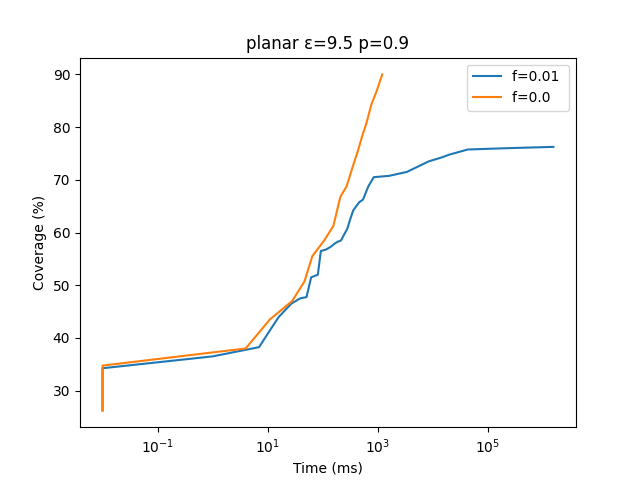 planar ε=9.5 p=0.9
f=0.01
f=0.0
90
80
70
60
50
40
30
Coverage (%)
10⁻¹
10¹
10³
10⁵
Time (ms)